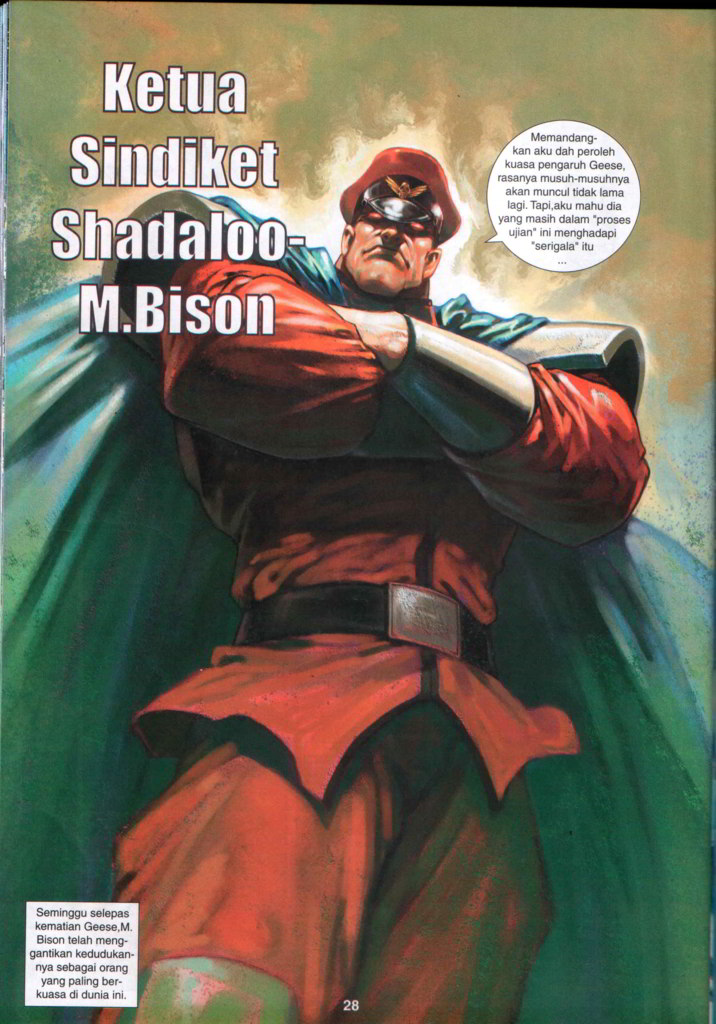 Ketua
Sindiket
Shadaloo-
M.Bison
Memandang-
kan aku dah peroleh
kuasa pengaruh Geese,
rasanya musuh-musuhnya
akan muncul tidak lama
lagi. Tapi,aku mahu dia
yang masih dalam "proses
ujian" ini menghadapi
"serigala" itu
...
Seminggu selepas
kematian Geese,M.
Bison telah meng-
gantikan kedudukan-
nya sebagai orang
yang paling ber-
kuasa di dunia ini.
28